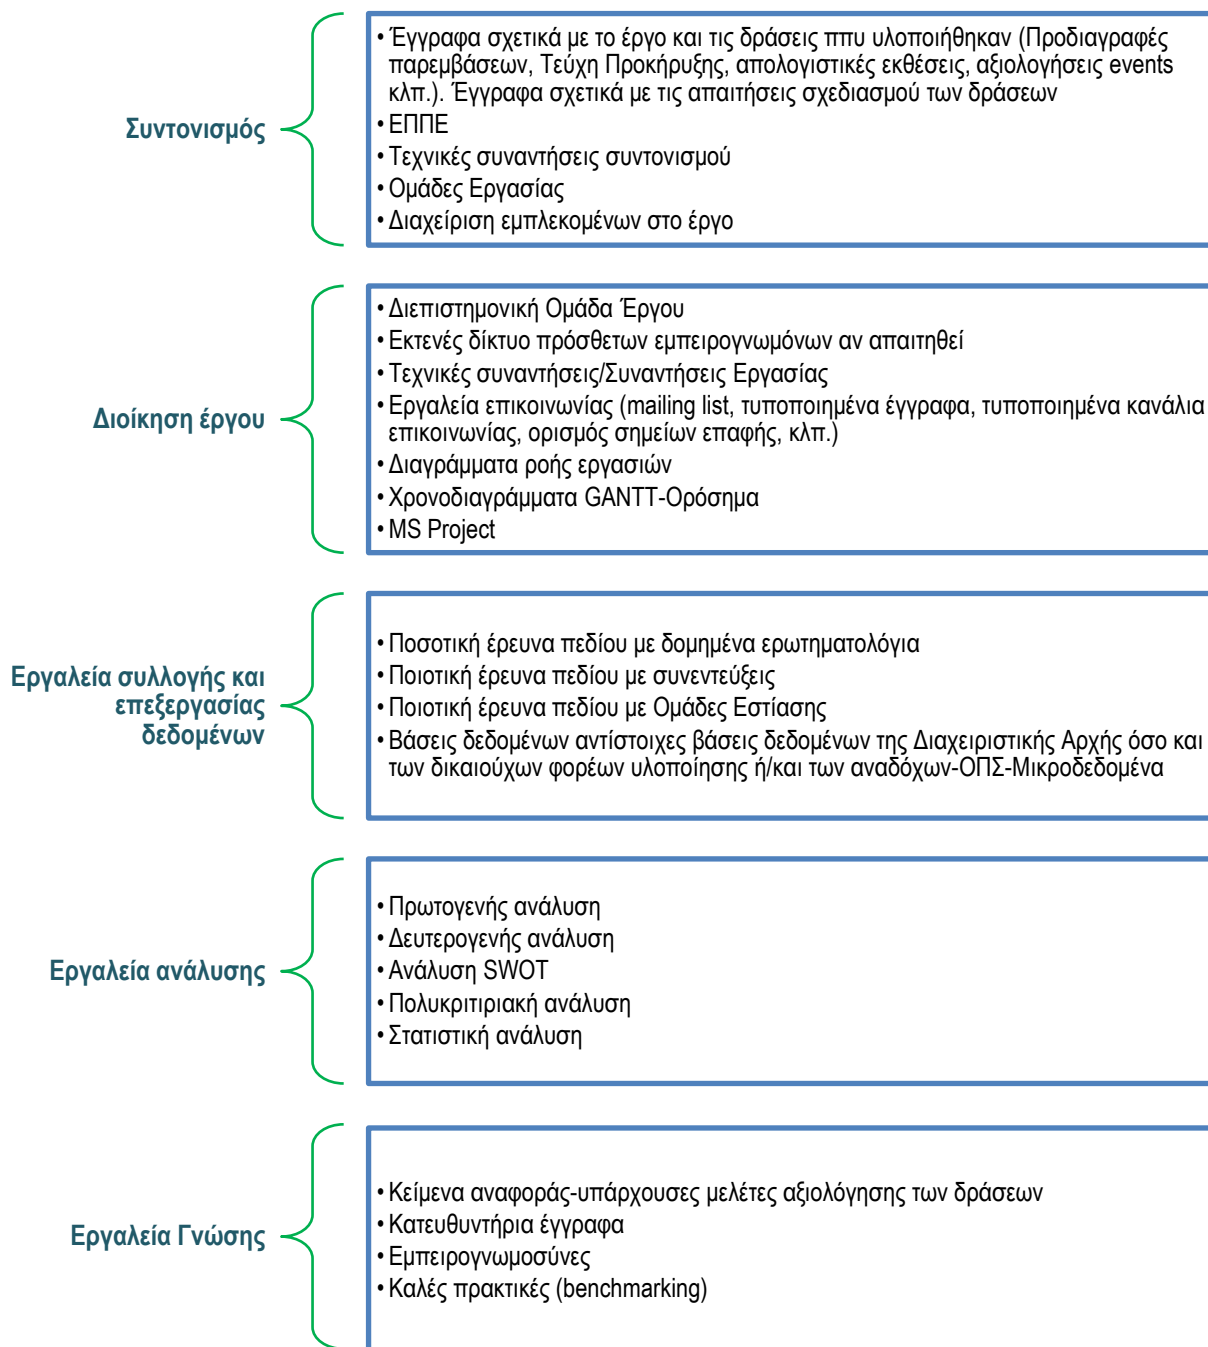 Συντονισμός
• Έγγραφα σχετικά με το έργο και τις δράσεις ππυ υλοποιήθηκαν (Προδιαγραφές
παρεμβάσεων, Τεύχη Προκήρυξης, απολογιστικές εκθέσεις, αξιολογήσεις events
κλπ.). Έγγραφα σχετικά με τις απαιτήσεις σχεδιασμού των δράσεων
• ΕΠΠΕ
• Τεχνικές συναντήσεις συντονισμού
• Ομάδες Εργασίας
• Διαχείριση εμπλεκομένων στο έργο
Διοίκηση έργου
• Διεπιστημονική Ομάδα Έργου
• Εκτενές δίκτυο πρόσθετων εμπειρογνωμόνων αν απαιτηθεί
• Τεχνικές συναντήσεις/Συναντήσεις Εργασίας
• Εργαλεία επικοινωνίας (mailing list, τυποποιημένα έγγραφα, τυποποιημένα κανάλια
επικοινωνίας, ορισμός σημείων επαφής, κλπ.)
• Διαγράμματα ροής εργασιών
• Χρονοδιαγράμματα GANTT-Ορόσημα
• MS Project
Εργαλεία συλλογής και
επεξεργασίας
δεδομένων
• Ποσοτική έρευνα πεδίου με δομημένα ερωτηματολόγια
• Ποιοτική έρευνα πεδίου με συνεντεύξεις
• Ποιοτική έρευνα πεδίου με Ομάδες Εστίασης
• Βάσεις δεδομένων αντίστοιχες βάσεις δεδομένων της Διαχειριστικής Αρχής όσο και
των δικαιούχων φορέων υλοποίησης ή/και των αναδόχων-ΟΠΣ-Μικροδεδομένα
Εργαλεία ανάλυσης
• Πρωτογενής ανάλυση
• Δευτερογενής ανάλυση
• Ανάλυση SWOT
• Πολυκριτιριακή ανάλυση
• Στατιστική ανάλυση
Εργαλεία Γνώσης
• Κείμενα αναφοράς-υπάρχουσες μελέτες αξιολόγησης των δράσεων
• Κατευθυντήρια έγγραφα
• Εμπειρογνωμοσύνες
• Καλές πρακτικές (benchmarking)